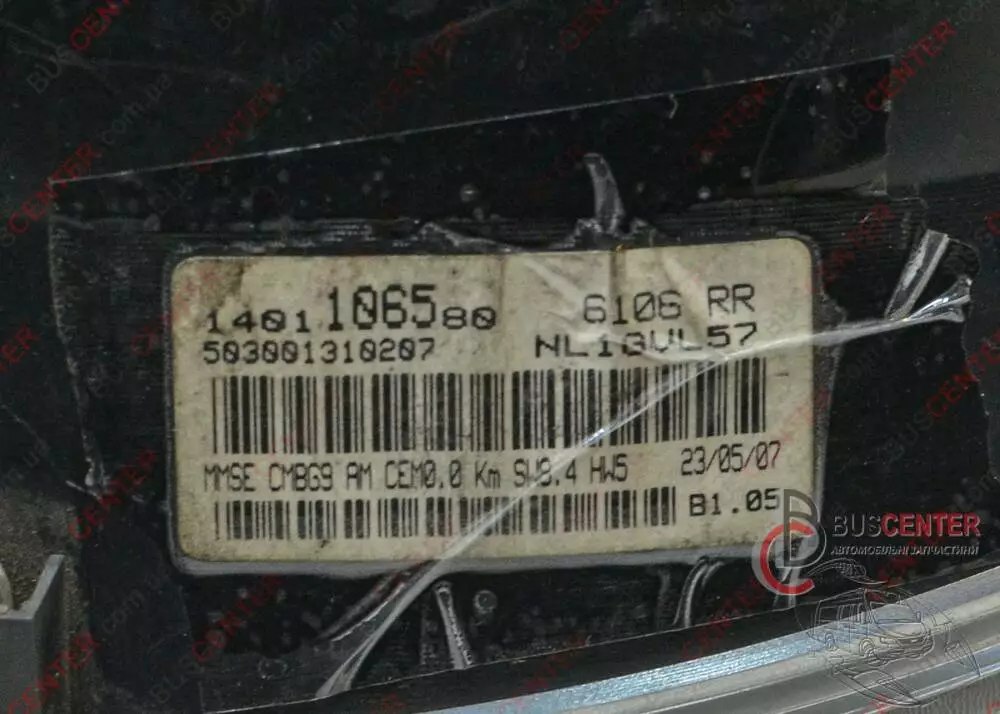 1401106580 6106 RR
503001310207 NL1GVL57
MMSE CMBG9 AM CEM0.0 Km SW8.4 HW5 23/05/07
B1.05
BUSCENTER
АВТОМОБІЛЬНІ ЗАПЧАСТИНИ